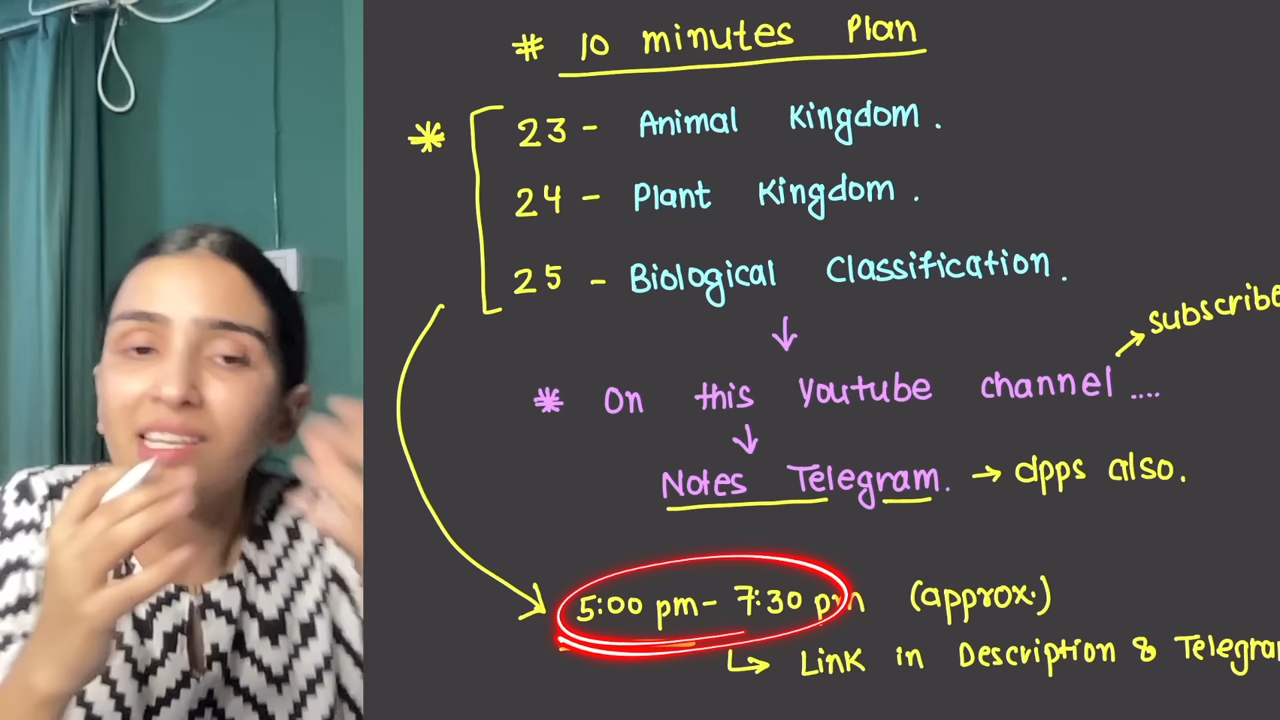 # 10 minutes Plan
* 23 - Animal Kingdom.
24 - Plant Kingdom.
25 - Biological Classification.
subscribe
* On this Youtube channel ....
Notes Telegram. → dpps also.
5:00 pm - 7:30 pm (approx.)
Link in Description & Telegra